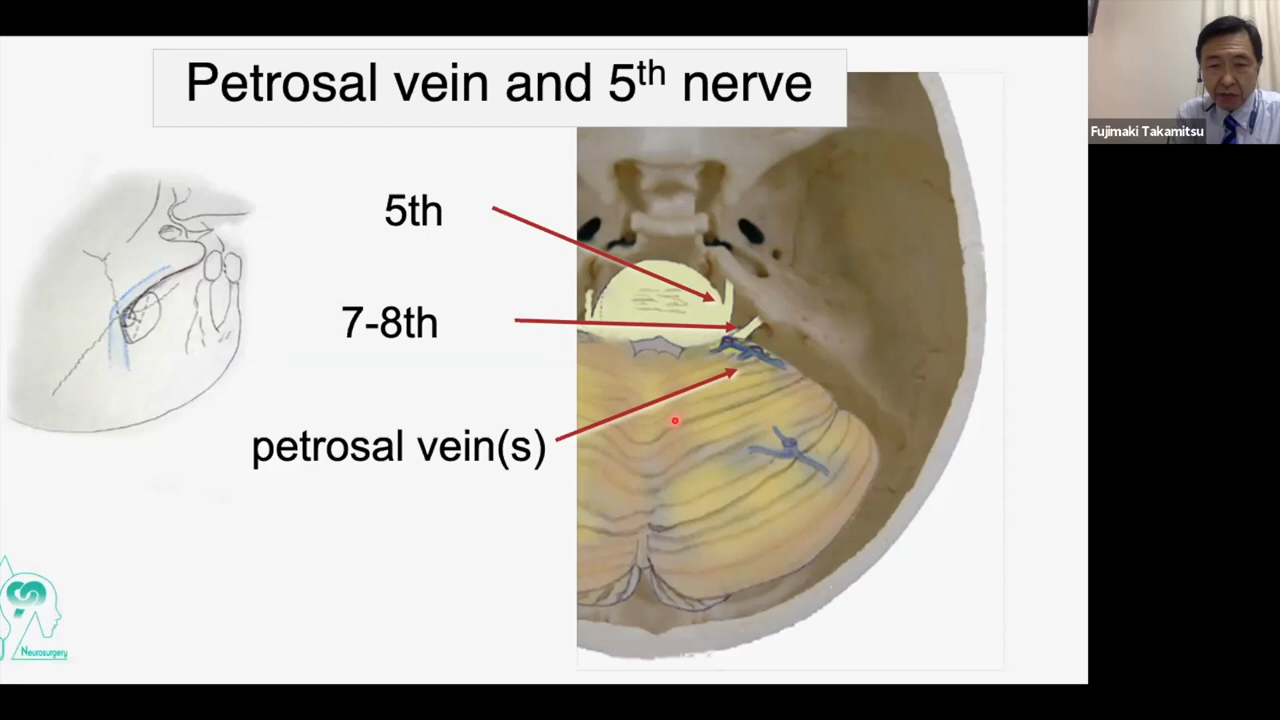 Petrosal vein and 5th nerve
5th
7-8th
petrosal vein(s)
Neurosurgery
Fujimaki Takamitsu